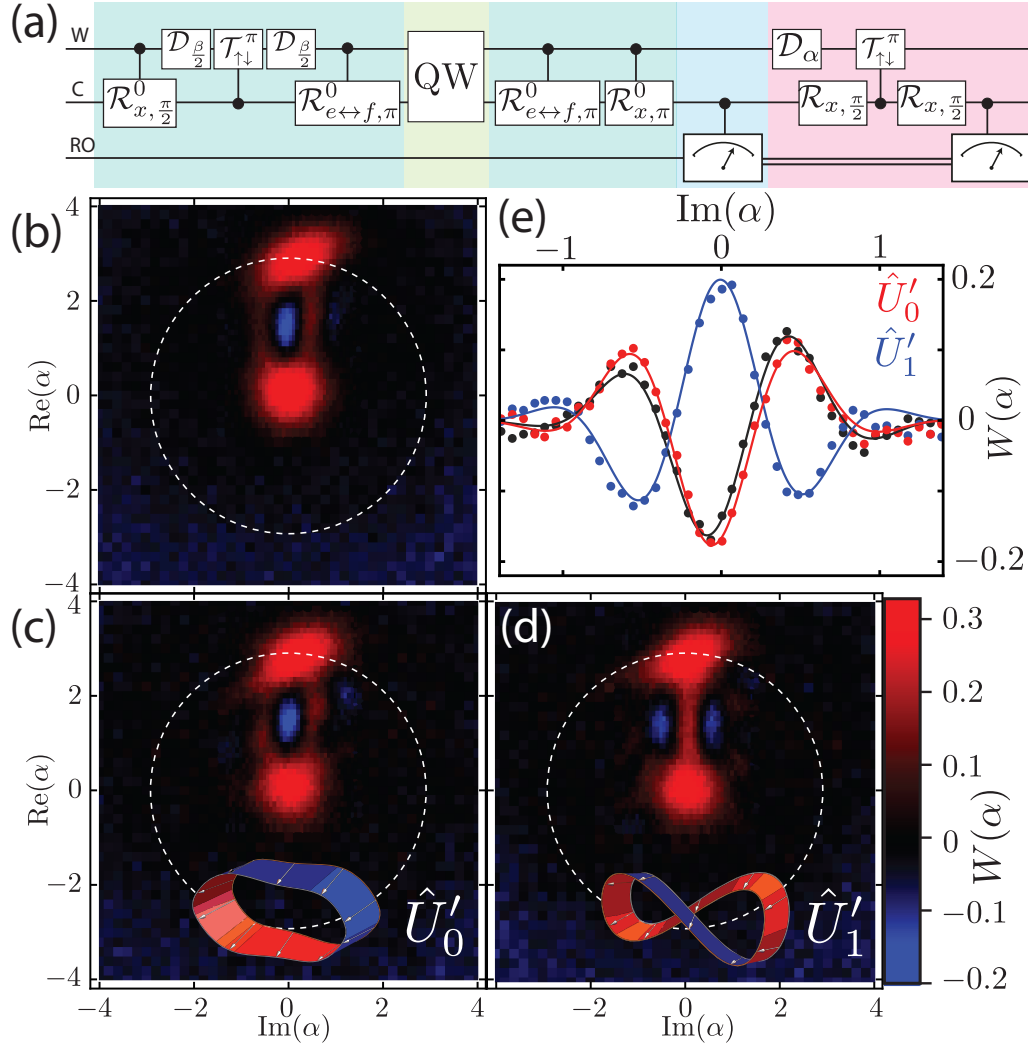 (a)
W
C
RO
𝓡⁰ₓ,π/2
𝓓β/2
𝓣↑↓^π
𝓓β/2
𝓡⁰e↔f,π
QW
𝓡⁰e↔f,π
𝓡⁰ₓ,π
𝓓α
𝓡ₓ,π/2
𝓣↑↓^π
𝓡ₓ,π/2
(b)
4
2
0
−2
−4
Re(α)
(e)
Im(α)
−1 0 1
Û′₀
Û′₁
0.2
0
−0.2
W(α)
(c)
4
2
0
−2
−4
Re(α)
Û′₀
−4 −2 0 2 4
Im(α)
(d)
Û′₁
−4 −2 0 2 4
Im(α)
0.3
0.2
0.1
0
−0.1
−0.2
W(α)